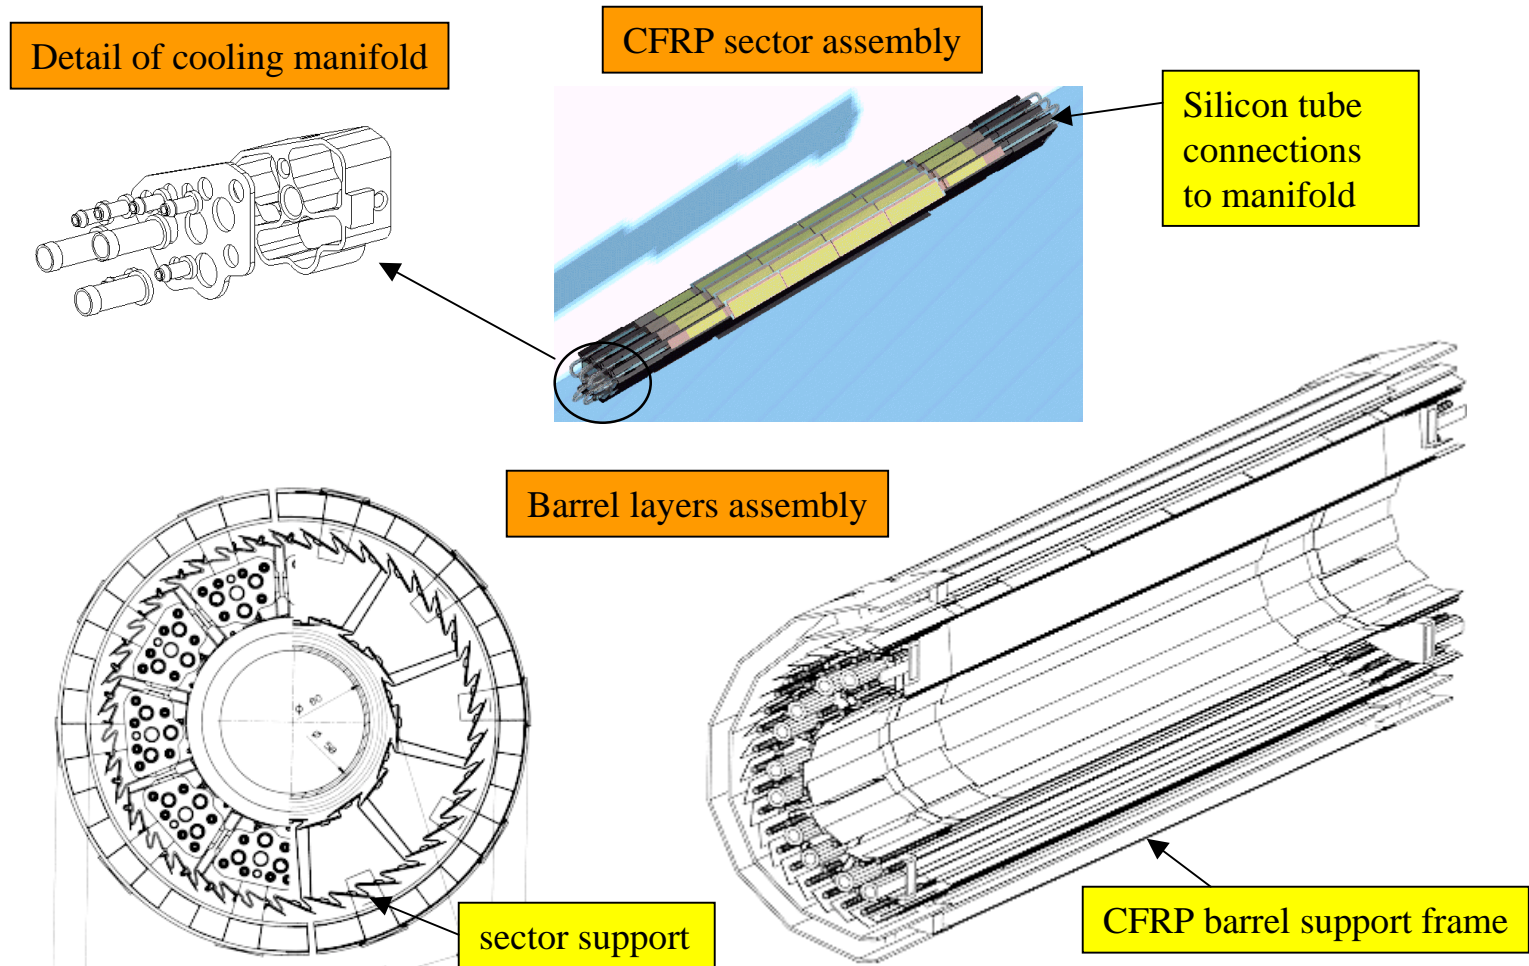 Detail of cooling manifold
CFRP sector assembly
Silicon tube
connections
to manifold
Barrel layers assembly
sector support
CFRP barrel support frame